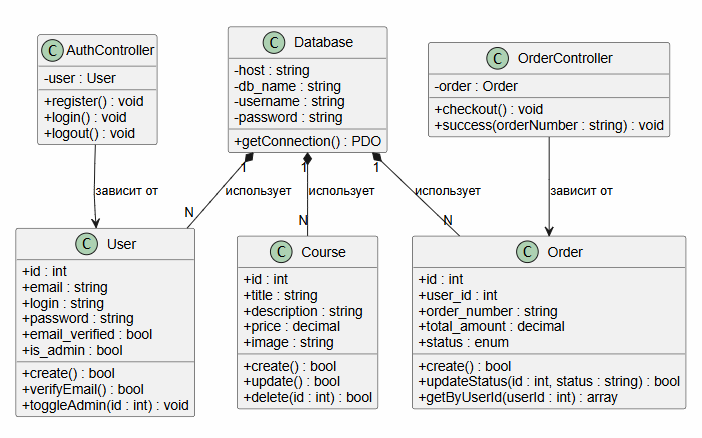 C AuthController
-user : User
+register() : void
+login() : void
+logout() : void
C Database
-host : string
-db_name : string
-username : string
-password : string
+getConnection() : PDO
C OrderController
-order : Order
+checkout() : void
+success(orderNumber : string) : void
зависит от
1
использует
N
1
использует
N
1
использует
N
зависит от
C User
+id : int
+email : string
+login : string
+password : string
+email_verified : bool
+is_admin : bool
+create() : bool
+verifyEmail() : bool
+toggleAdmin(id : int) : void
C Course
+id : int
+title : string
+description : string
+price : decimal
+image : string
+create() : bool
+update() : bool
+delete(id : int) : bool
C Order
+id : int
+user_id : int
+order_number : string
+total_amount : decimal
+status : enum
+create() : bool
+updateStatus(id : int, status : string) : bool
+getByUserId(userId : int) : array